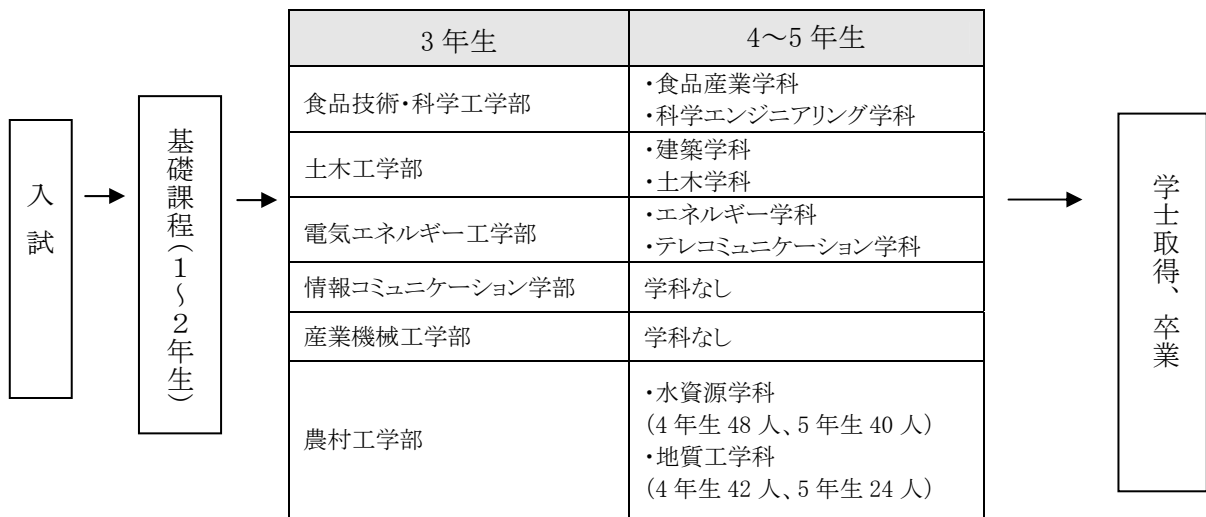 入試
基礎課程(1~2年生)
3年生
4~5年生
食品技術・科学工学部
・食品産業学科
・科学エンジニアリング学科
土木工学部
・建築学科
・土木学科
電気エネルギー工学部
・エネルギー学科
・テレコミュニケーション学科
情報コミュニケーション学部
学科なし
産業機械工学部
学科なし
農村工学部
・水資源学科
(4年生48人、5年生40人)
・地質工学科
(4年生42人、5年生24人)
学士取得、卒業